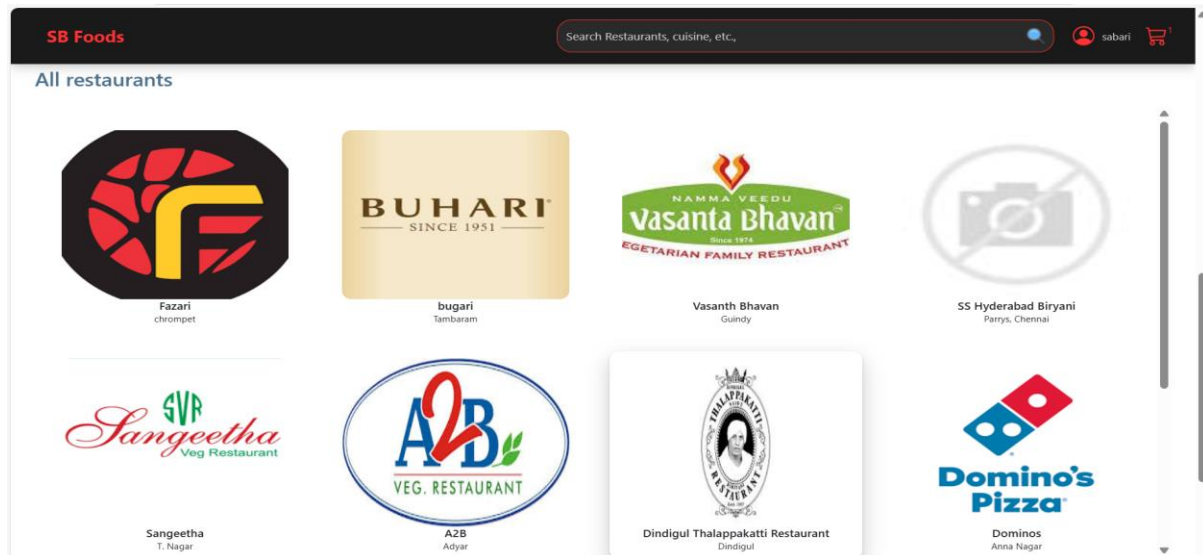 SB Foods
Search Restaurants, cuisine, etc.,
sabari
1
All restaurants
BUHARI
SINCE 1951
NAMMA VEEDU
Vasanta Bhavan
Since 1974
EGETARIAN FAMILY RESTAURANT
Fazari
chrompet
bugari
Tambaram
Vasanth Bhavan
Guindy
SS Hyderabad Biryani
Parrys, Chennai
SVR
Sangeetha
Veg Restaurant
A2B
VEG. RESTAURANT
THALAPPAKATTI
RESTAURANT
Domino's
Pizza
Sangeetha
T. Nagar
A2B
Adyar
Dindigul Thalappakatti Restaurant
Dindigul
Dominos
Anna Nagar